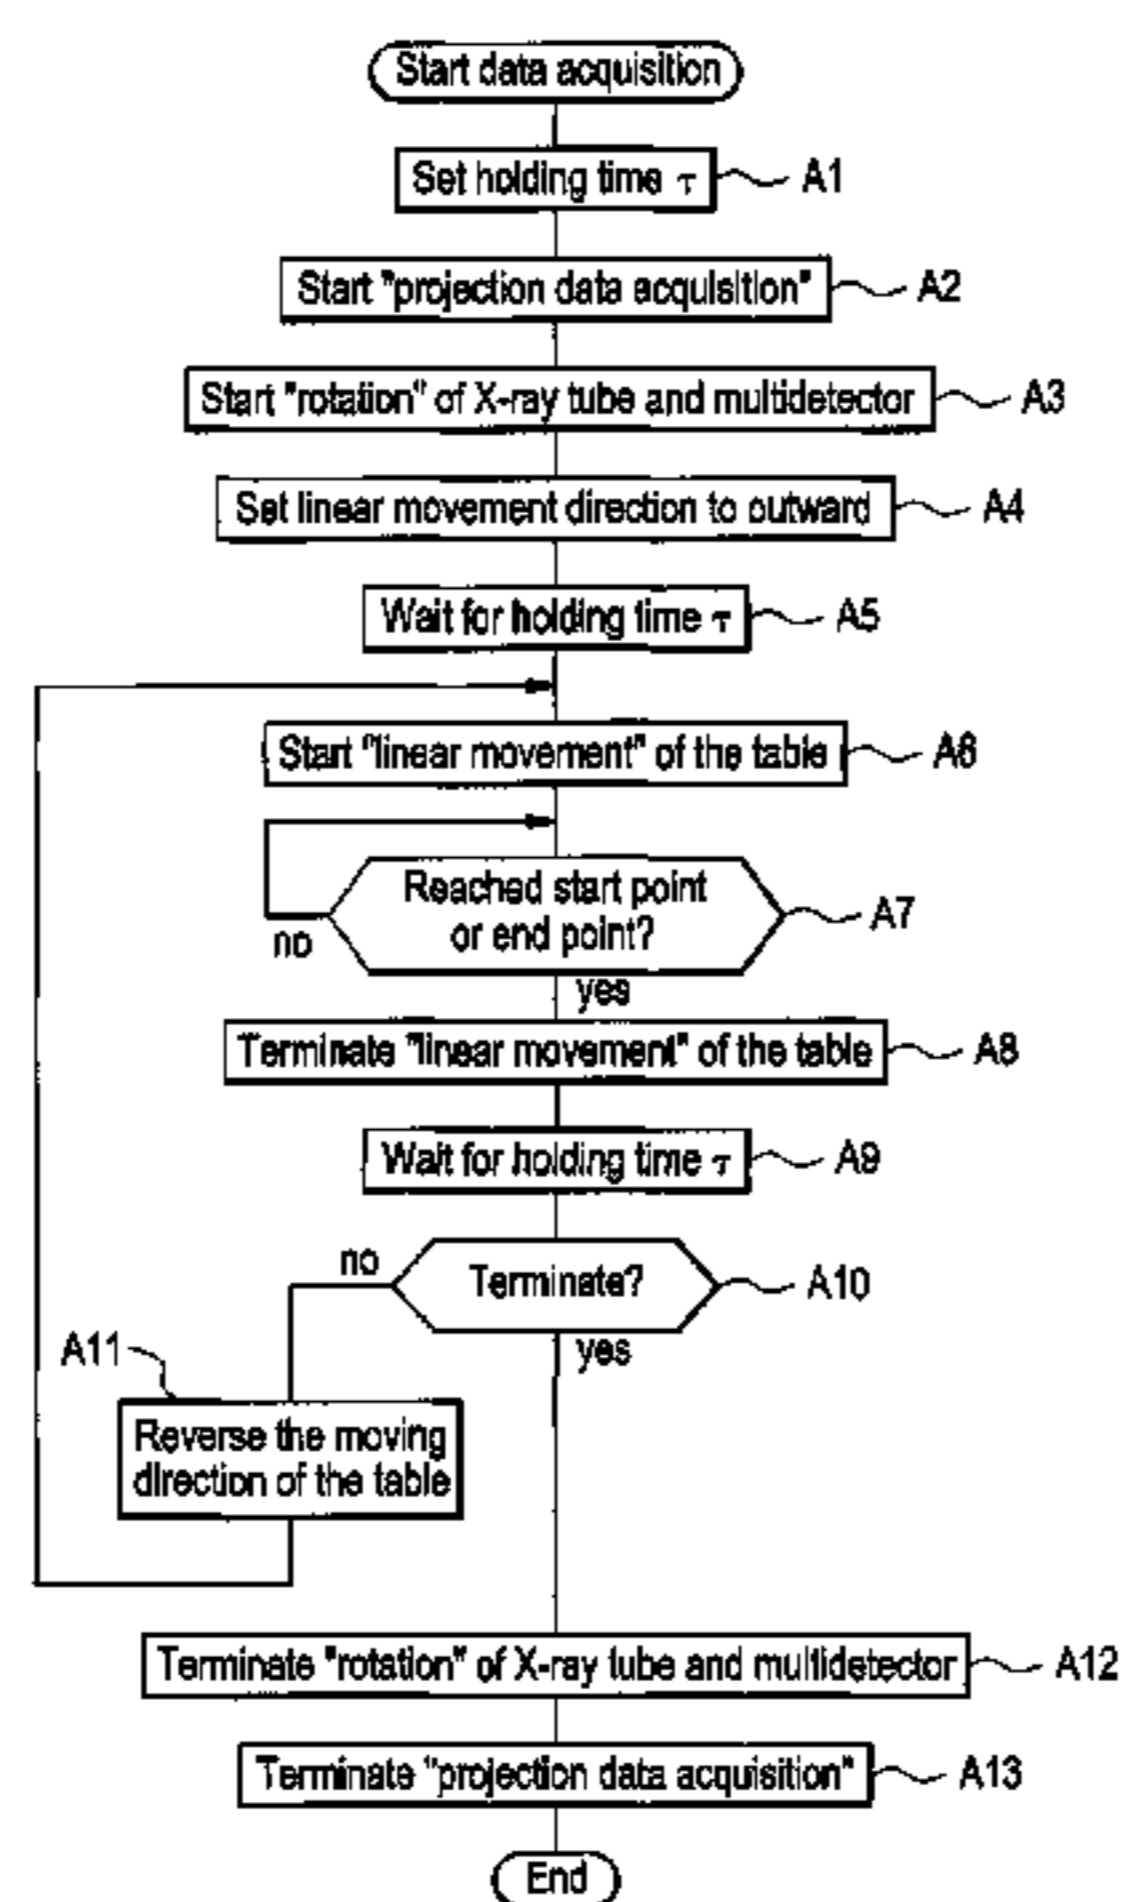 Start data acquisition
Set holding time τ
A1
Start "projection data acquisition"
A2
Start "rotation" of X-ray tube and multidetector
A3
Set linear movement direction to outward
A4
Wait for holding time τ
A5
Start "linear movement" of the table
A6
Reached start point
or end point?
A7
no
yes
Terminate "linear movement" of the table
A8
Wait for holding time τ
A9
no
Terminate?
A10
yes
A11
Reverse the moving
direction of the table
Terminate "rotation" of X-ray tube and multidetector
A12
Terminate "projection data acquisition"
A13
End